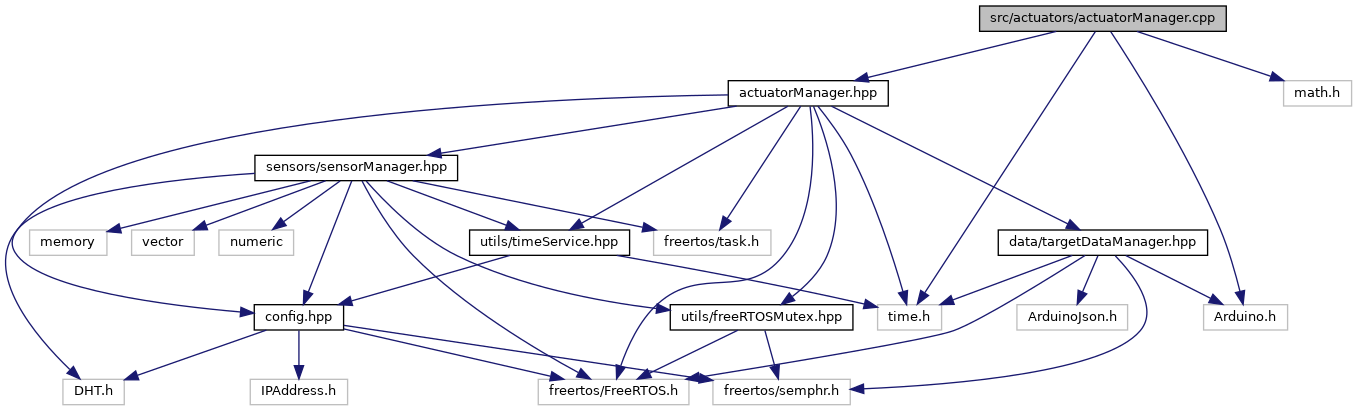 src/actuators/actuatorManager.cpp
actuatorManager.hpp
math.h
sensors/sensorManager.hpp
memory
vector
numeric
utils/timeService.hpp
freertos/task.h
data/targetDataManager.hpp
config.hpp
utils/freeRTOSMutex.hpp
time.h
ArduinoJson.h
Arduino.h
DHT.h
IPAddress.h
freertos/FreeRTOS.h
freertos/semphr.h